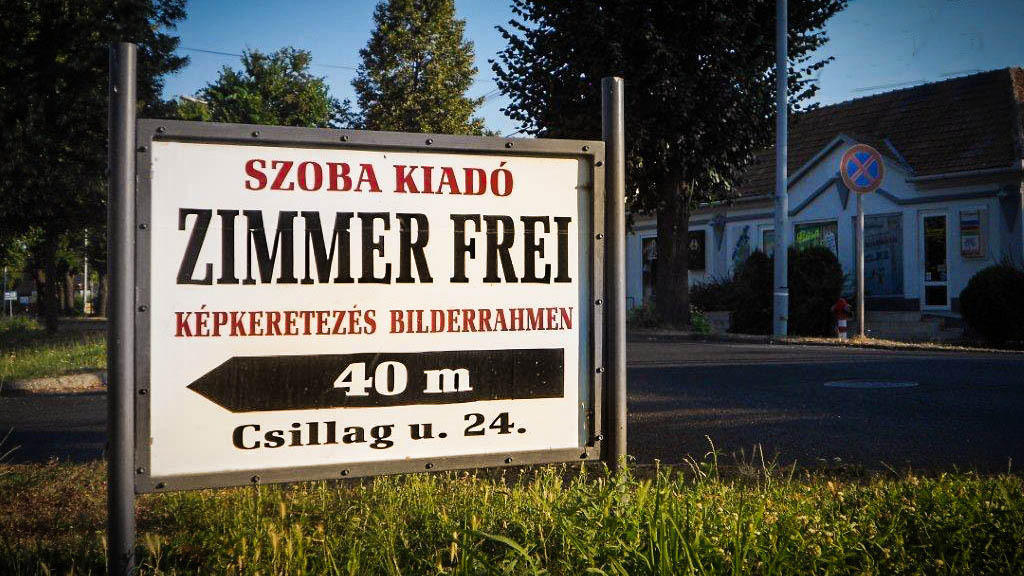 SZOBA KIADÓ
ZIMMER FREI
KÉPKERETEZÉS BILDERRAHMEN
40 m
Csillag u. 24.